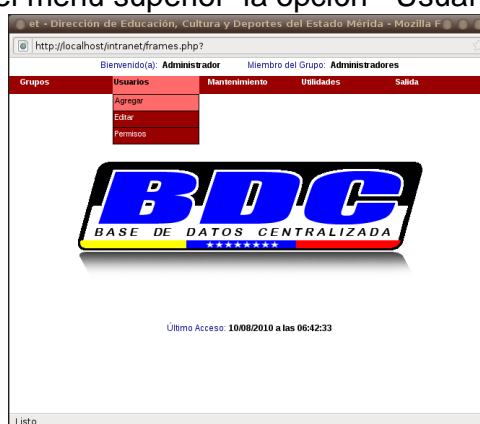 el menú superior la opción "Usuar
et - Dirección de Educación, Cultura y Deportes del Estado Mérida - Mozilla F
http://localhost/intranet/frames.php?
Bienvenido(a): Administrador Miembro del Grupo: Administradores
Grupos Usuarios Mantenimiento Utilidades Salida
Agregar
Editar
Permisos
BDC
BASE DE DATOS CENTRALIZADA
Último Acceso: 10/08/2010 a las 06:42:33
Listo